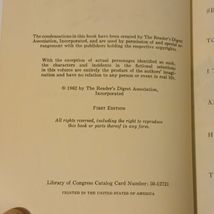 The condensations in this book have been created by The Reader's Digest
Association, Incorporated, and are used by permission of and special ar-
rangement with the publishers holding the respective copyrights.
With the exception of actual personages identified as such,
the characters and incidents in the fictional selections
in this volume are entirely the product of the authors' imagi-
nation and have no relation to any person or event in real life.
© 1962 by The Reader's Digest Association,
Incorporated
FIRST EDITION
All rights reserved, including the right to reproduce
this book or parts thereof in any form.
Library of Congress Catalog Card Number: 50-12721
PRINTED IN THE UNITED STATES OF AMERICA